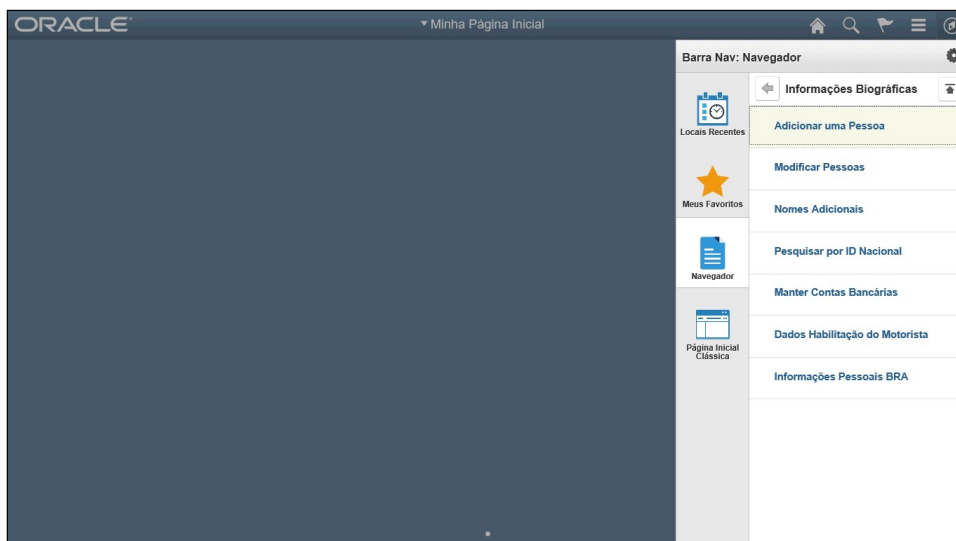 ORACLE
Minha Página Inicial
Barra Nav: Navegador
Locais Recentes
Meus Favoritos
Navegador
Página Inicial
Clássica
Informações Biográficas
Adicionar uma Pessoa
Modificar Pessoas
Nomes Adicionais
Pesquisar por ID Nacional
Manter Contas Bancárias
Dados Habilitação do Motorista
Informações Pessoais BRA